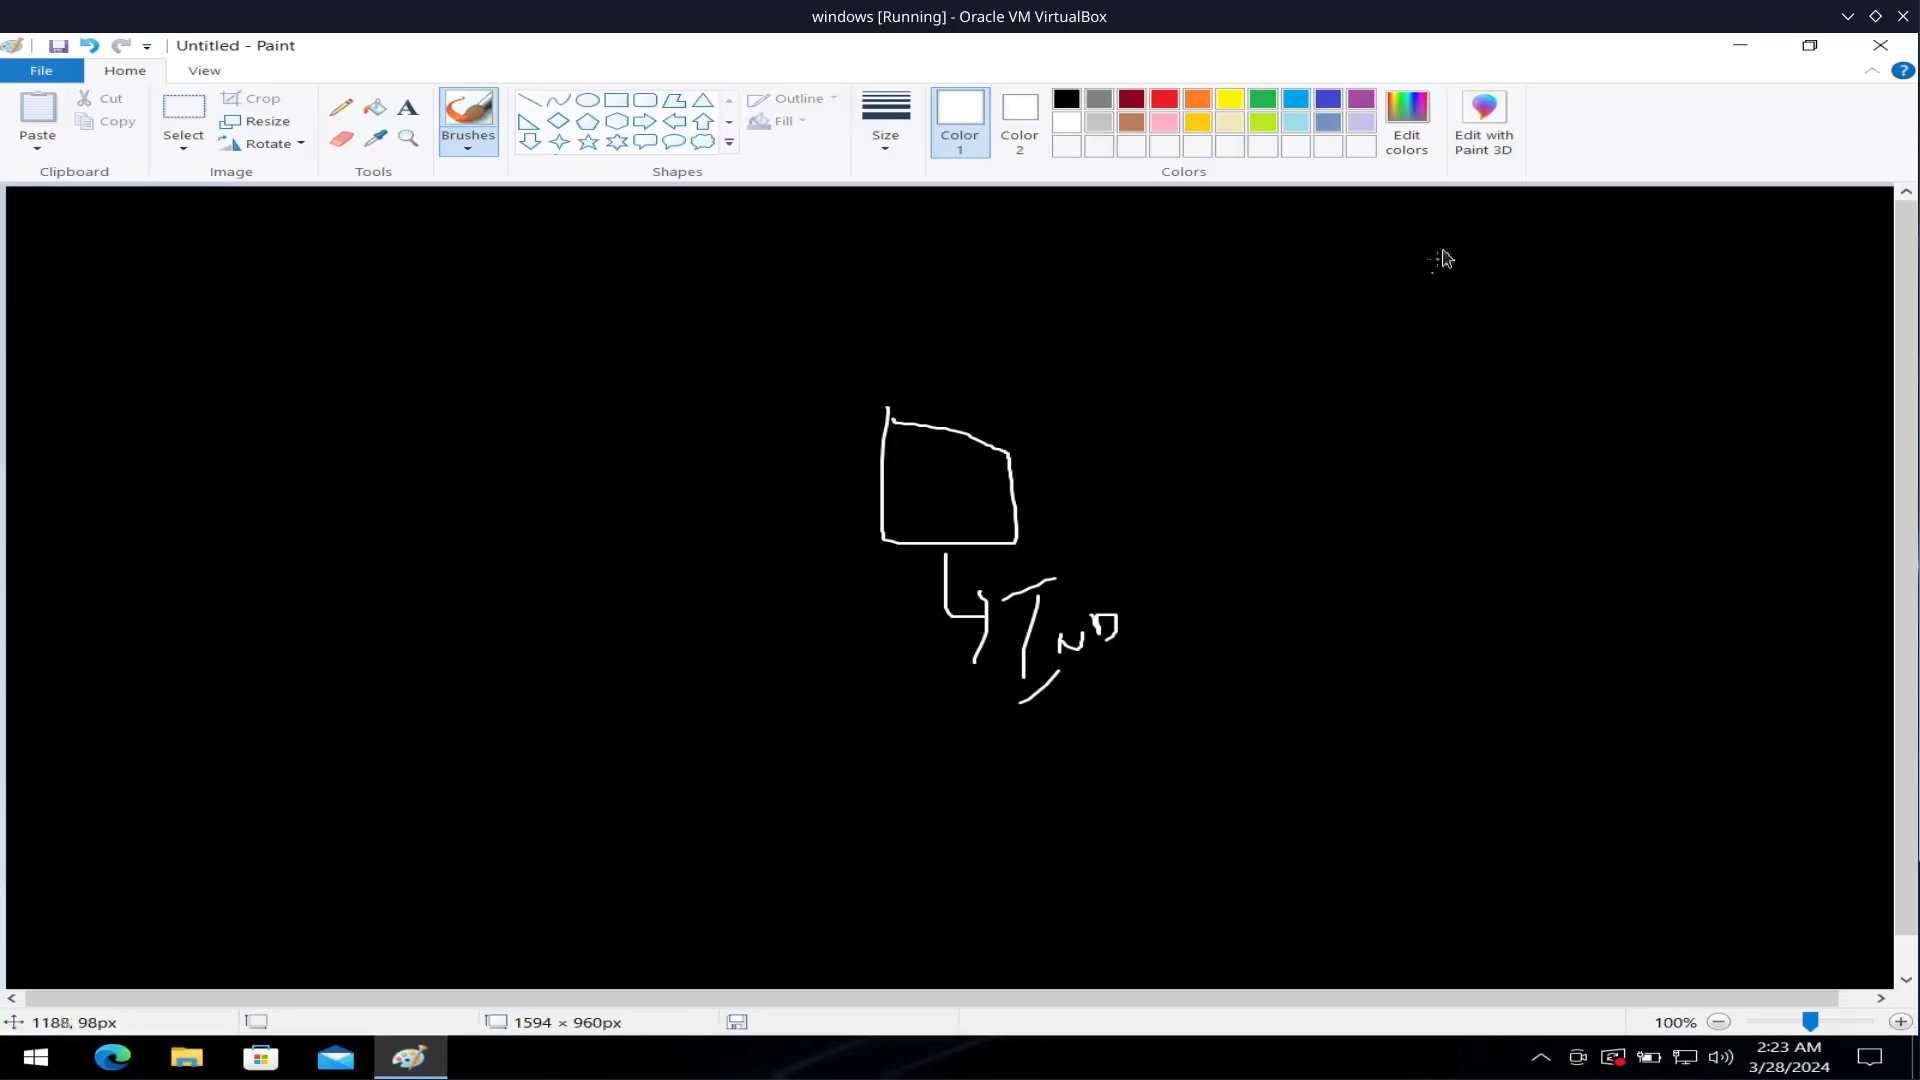 windows [Running] - Oracle VM VirtualBox
Untitled - Paint
File Home View
Cut Crop Outline
Copy Resize Fill
Paste Select Rotate Brushes Size Color 1 Color 2 Edit colors Edit with Paint 3D
Clipboard Image Tools Shapes Colors
IND
1188, 98px 1594 × 960px 100%
2:23 AM
3/28/2024